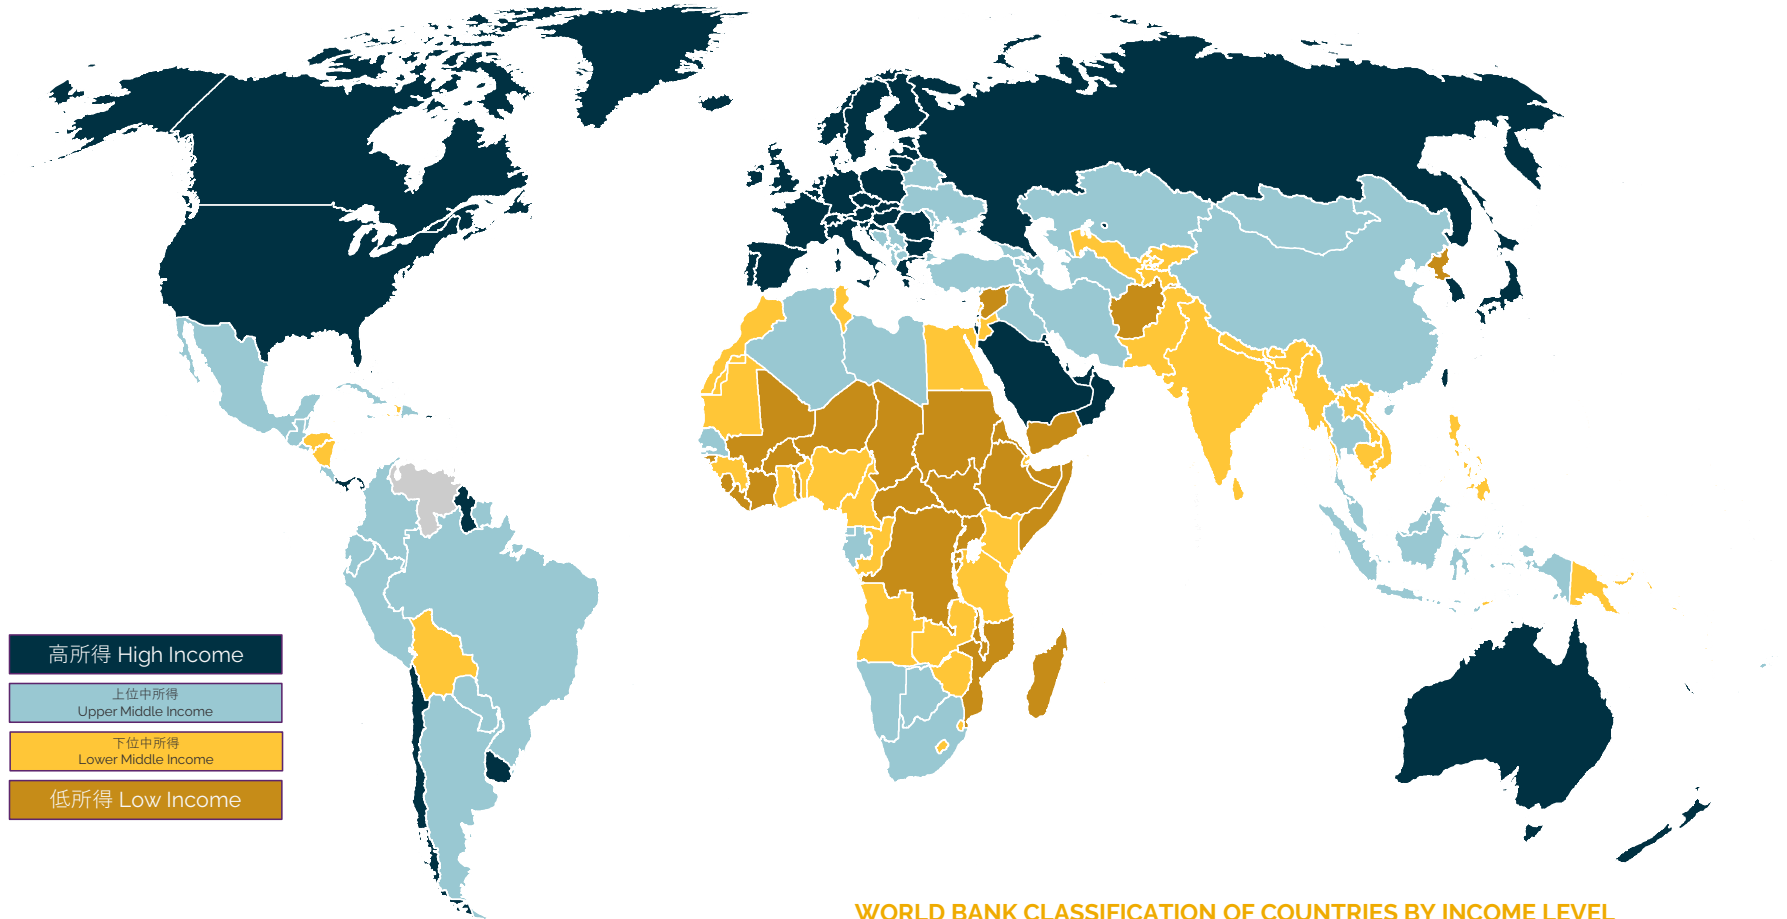 高所得 High Income
上位中所得
Upper Middle Income
下位中所得
Lower Middle Income
低所得 Low Income
WORLD BANK CLASSIFICATION OF COUNTRIES BY INCOME LEVEL